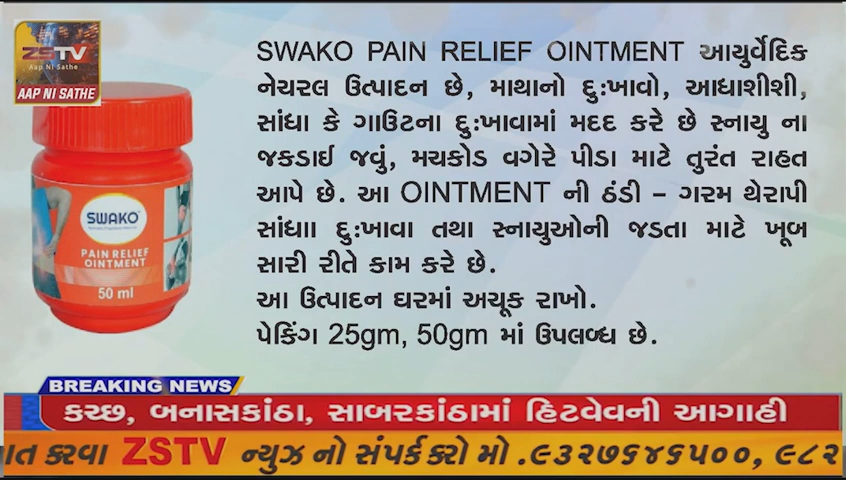 ZSTV
Aap Ni Sathe
AAP NI SATHE
SWAKO PAIN RELIEF OINTMENT આયુર્વેદિક
નેચરલ ઉત્પાદન છે, માથાનો દુઃખાવો, આધાશીશી,
સાંધા કે ગાઉટના દુઃખાવામાં મદદ કરે છે સ્નાયુ ના
જકડાઇ જવું, મચકોડ વગેરે પીડા માટે તુરંત રાહત
આપે છે. આ OINTMENT ની ઠંડી – ગરમ થેરાપી
સાંધાા દુઃખાવા તથા સ્નાયુઓની જડતા માટે ખૂબ
સારી રીતે કામ કરે છે.
આ ઉત્પાદન ઘરમાં અચૂક રાખો.
પેકિંગ 25gm, 50gm માં ઉપલબ્ધ છે.
SWAKO
PAIN RELIEF
OINTMENT
50 ml
BREAKING NEWS
કચ્છ, બનાસકાંઠા, સાબરકાંઠામાં હિટવેવની આગાહી
કરવા ZSTV ન્યુઝ નો સંપર્ક કરો મો .૯૩૨૭૬૪૬૫૦૦, ૯૮૨